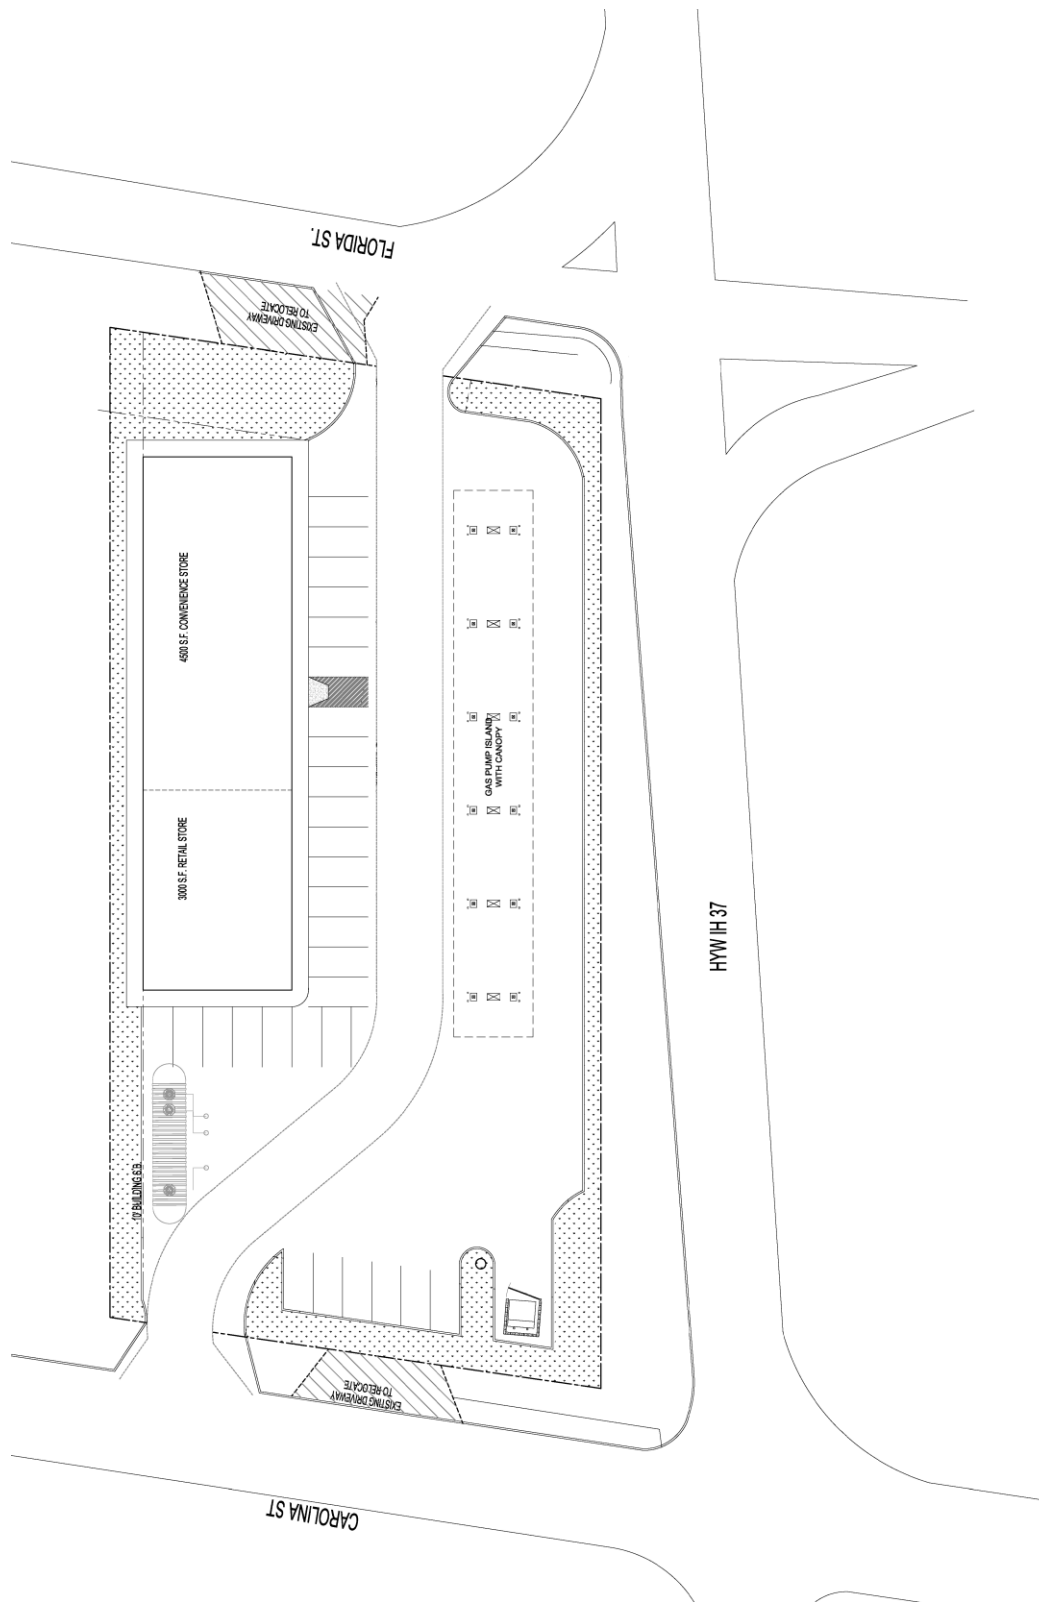 FLORIDA ST.
EXISTING DRIVEWAY
TO RELOCATE
4500 S.F. CONVENIENCE STORE
GAS PUMP ISLAND
WITH CANOPY
3000 S.F. RETAIL STORE
HYW IH 37
10' BUILDING S.B.
EXISTING DRIVEWAY
TO RELOCATE
CAROLINA ST